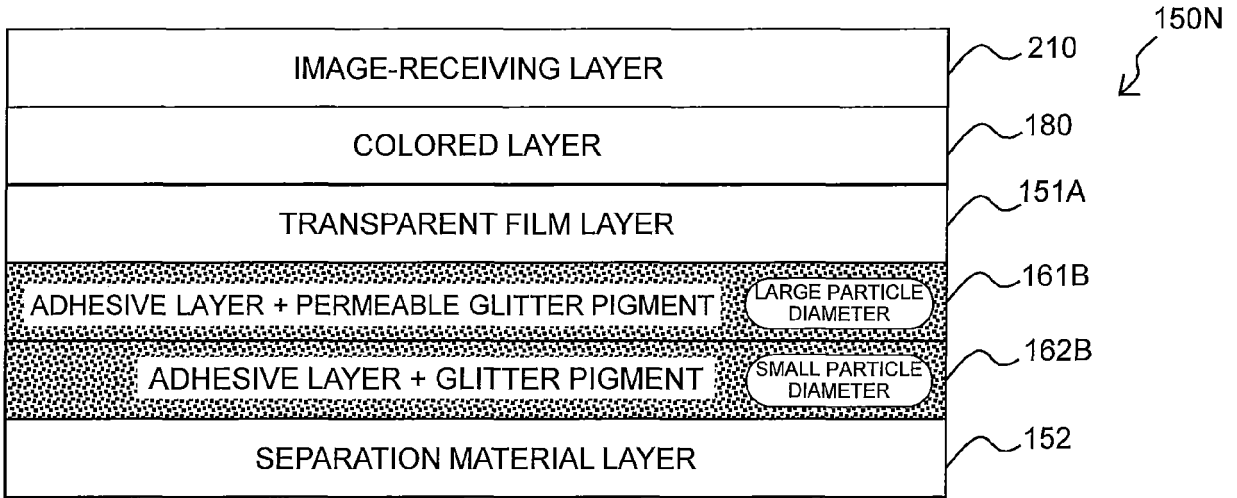 150N
IMAGE-RECEIVING LAYER 210
COLORED LAYER 180
TRANSPARENT FILM LAYER 151A
ADHESIVE LAYER + PERMEABLE GLITTER PIGMENT
LARGE PARTICLE
DIAMETER
161B
ADHESIVE LAYER + GLITTER PIGMENT
SMALL PARTICLE
DIAMETER
162B
SEPARATION MATERIAL LAYER 152